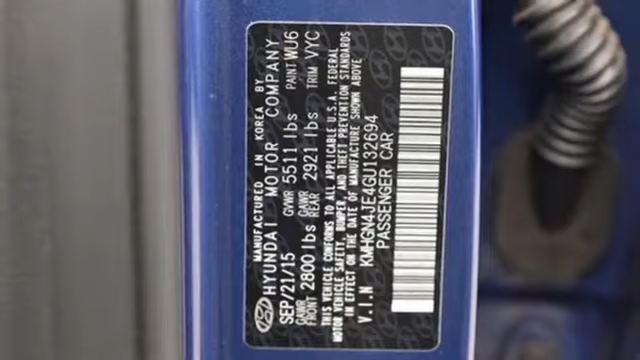 MANUFACTURED IN KOREA BY
HYUNDAI MOTOR COMPANY
SEP/21/15 GVWR 5511 lbs PAINT WU6
GAWR FRONT 2800 lbs GAWR REAR 2921 lbs TRIM VYC
THIS VEHICLE CONFORMS TO ALL APPLICABLE U.S.A. FEDERAL
MOTOR VEHICLE SAFETY, BUMPER, AND THEFT PREVENTION STANDARDS
IN EFFECT ON THE DATE OF MANUFACTURE SHOWN ABOVE
V.I.N KMHGN4JE4GU132694
PASSENGER CAR